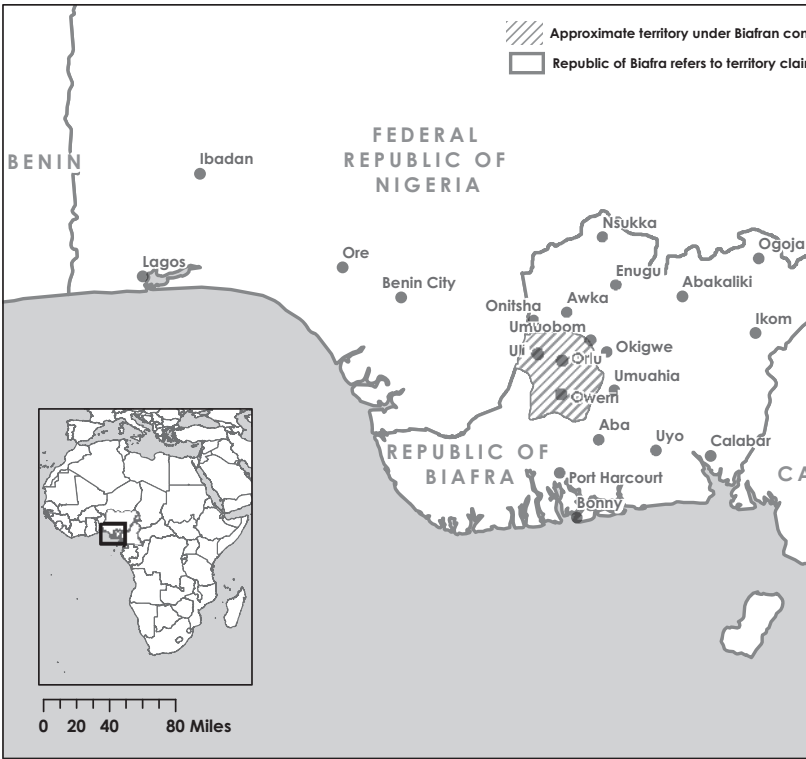 Approximate territory under Biafran con
Republic of Biafra refers to territory clai
FEDERAL
REPUBLIC OF
NIGERIA
BENIN
Ibadan
Nsukka
Ogoja
Ore
Lagos
Enugu
Abakaliki
Benin City
Awka
Onitsha
Ikom
Umuobom
Uli
Orlu
Okigwe
Umuahia
Owerri
Aba
Uyo
Calabar
REPUBLIC OF
BIAFRA
CA
Port Harcourt
Bonny
0 20 40 80 Miles